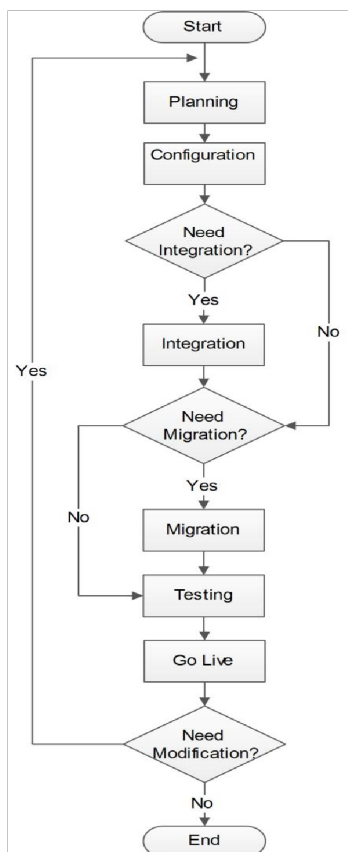 Start
Planning
Configuration
Need
Integration?
Yes
No
Integration
Yes
Need
Migration?
Yes
No
Migration
Testing
Go Live
Need
Modification?
No
End